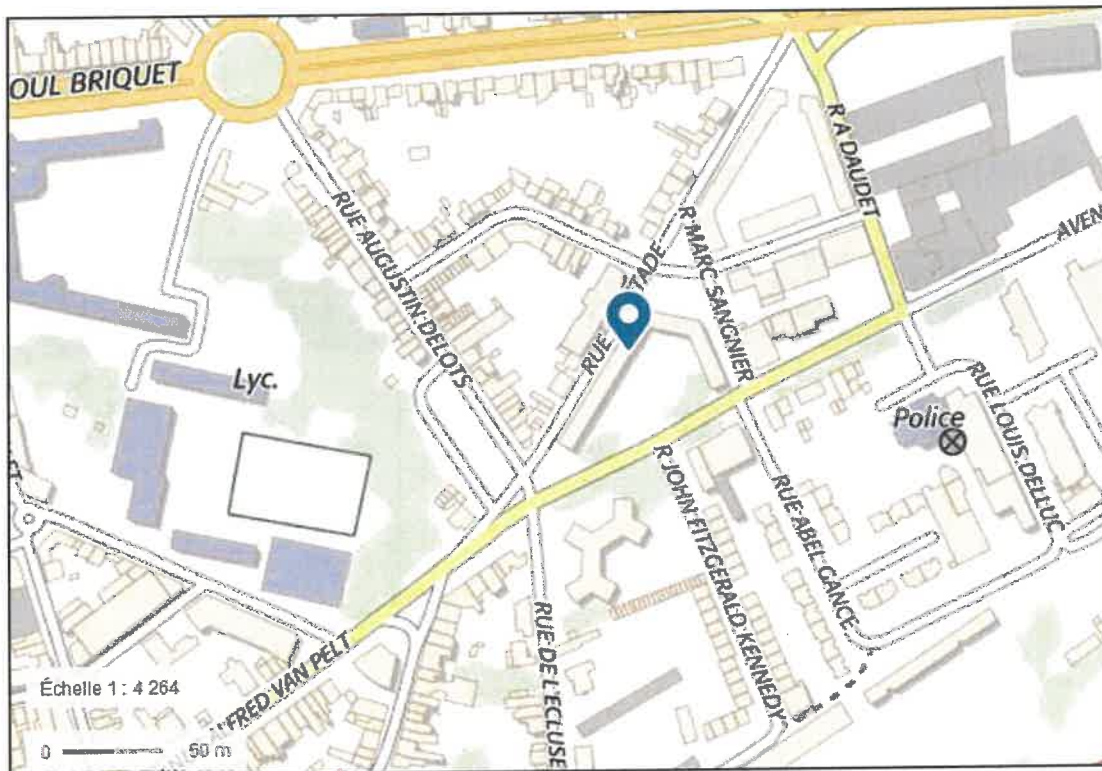 OUL BRIQUET
R A DAUDET
AVEN
RUE AUGUSTIN DELOTS
RUE
TADE
R MARC SANGNIER
Lyc.
Police
RUE LOUIS DELLUC
R JOHN FITZGERALD KENNEDY
RUE ABEL GANCE
RUE DE L'ECLUSE
FRED VAN PELT
Échelle 1 : 4 264
0 50 m